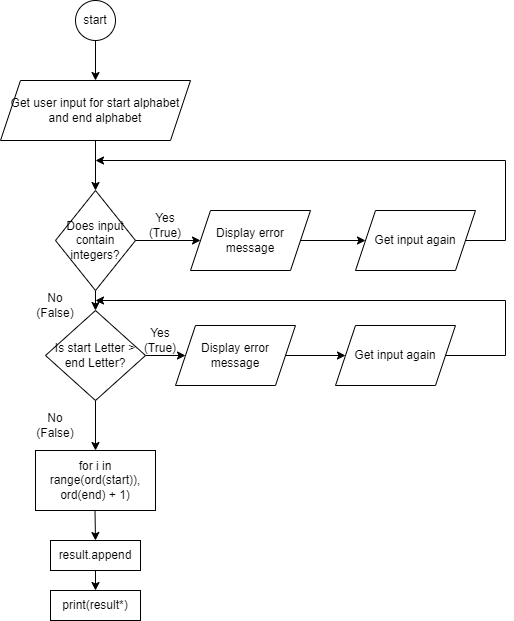 start
Get user input for start alphabet
and end alphabet
Does input
contain
integers?
Yes
(True)
Display error
message
Get input again
No
(False)
Is start Letter >
end Letter?
Yes
(True)
Display error
message
Get input again
No
(False)
for i in
range(ord(start)),
ord(end) + 1)
result.append
print(result*)